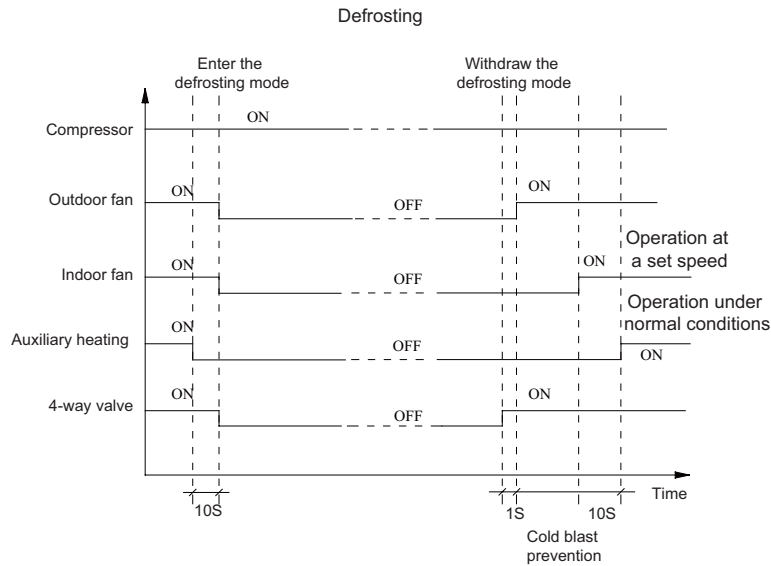 Defrosting
Enter the
defrosting mode
Withdraw the
defrosting mode
Compressor
ON
Outdoor fan
ON
OFF
ON
Indoor fan
ON
OFF
ON
Operation at
a set speed
Auxiliary heating
ON
OFF
ON
Operation under
normal conditions
4-way valve
ON
OFF
ON
Time
10S
1S
10S
Cold blast
prevention